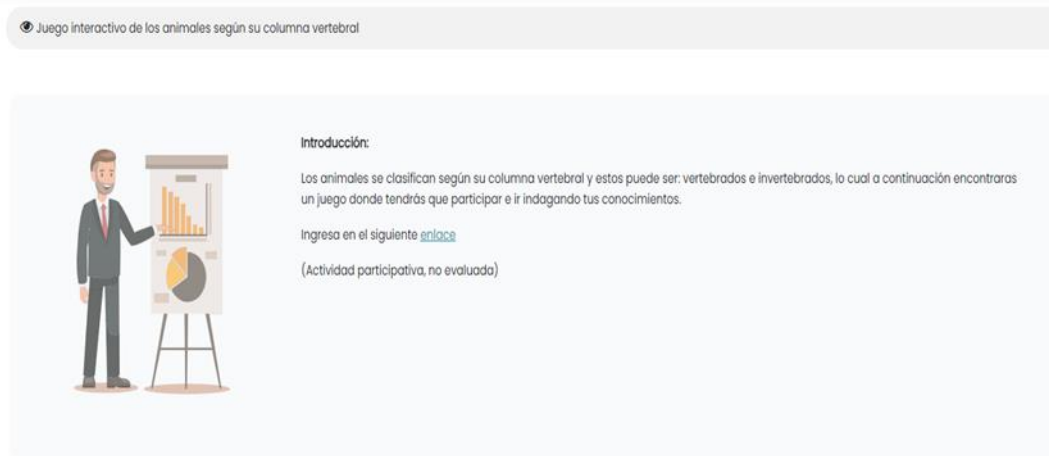 Juego interactivo de los animales según su columna vertebral
Introducción:
Los animales se clasifican según su columna vertebral y estos puede ser: vertebrados e invertebrados, lo cual a continuación encontraras
un juego donde tendrás que participar e ir indagando tus conocimientos.
Ingresa en el siguiente enlace
(Actividad participativa, no evaluada)